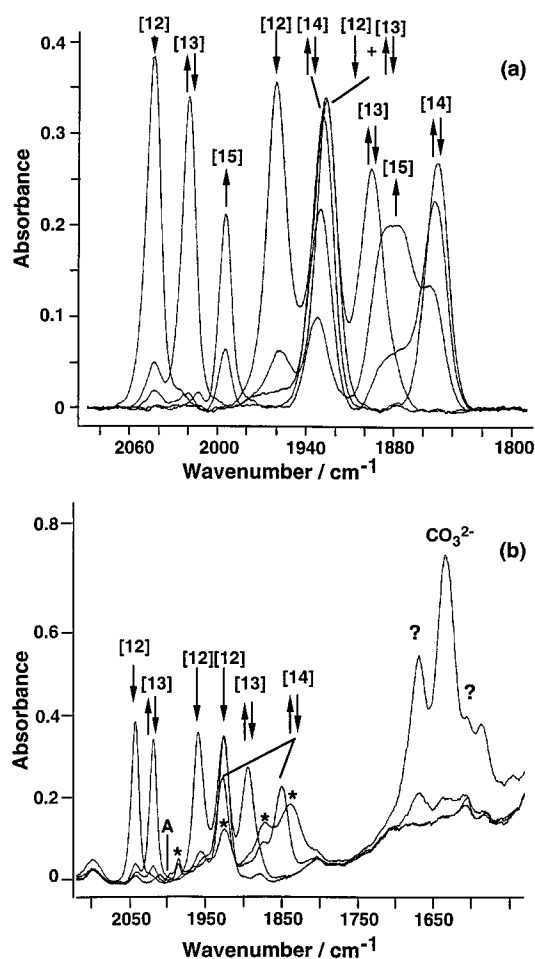 [12] [13] [12] [14] [12] + [13]
(a)
[15] [13] [15] [14]
0.4
0.3
0.2
0.1
0
Absorbance
2060 2000 1940 1880 1800
Wavenumber / cm⁻¹
0.8
0.6
0.4
0.2
0
Absorbance
CO₃²⁻
(b)
? ?
[12] [13] [12] [12] [13] [14]
A * * * *
2050 1950 1850 1750 1650
Wavenumber / cm⁻¹